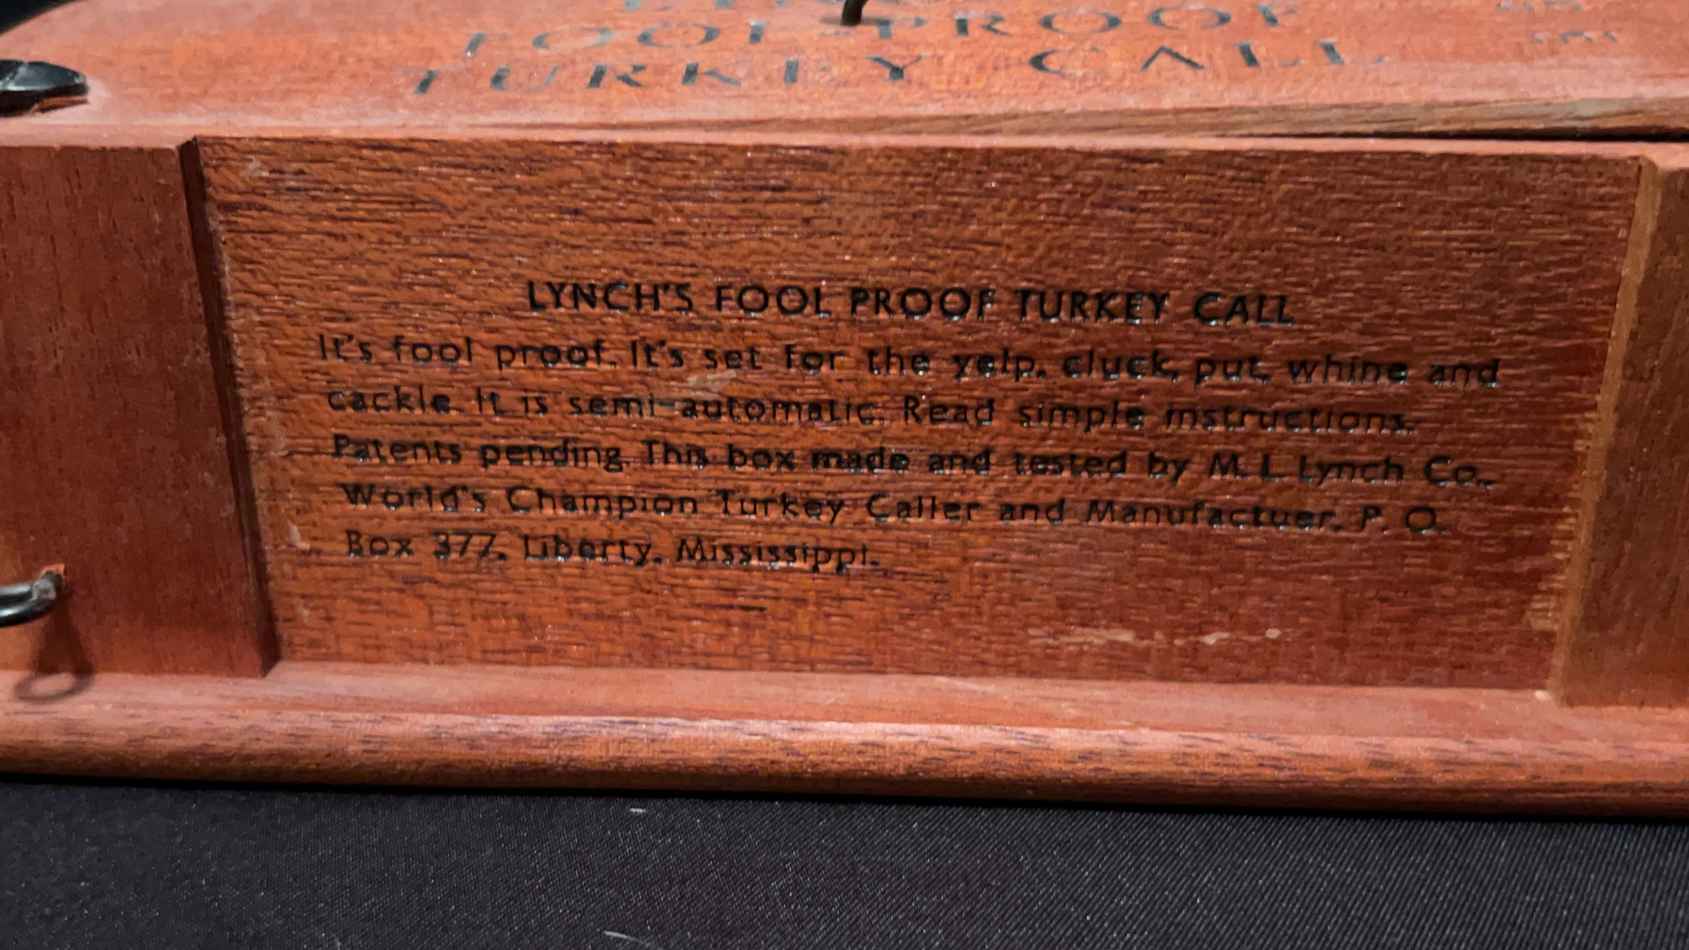 FOOL PROOF
TURKEY CALL
LYNCH'S FOOL PROOF TURKEY CALL
It's fool proof. It's set for the yelp, cluck, put, whine and
cackle. It is semi-automatic. Read simple instructions.
Patents pending. This box made and tested by M. L. Lynch Co.,
World's Champion Turkey Caller and Manufactuer, P. O.
Box 377, Liberty, Mississippi.